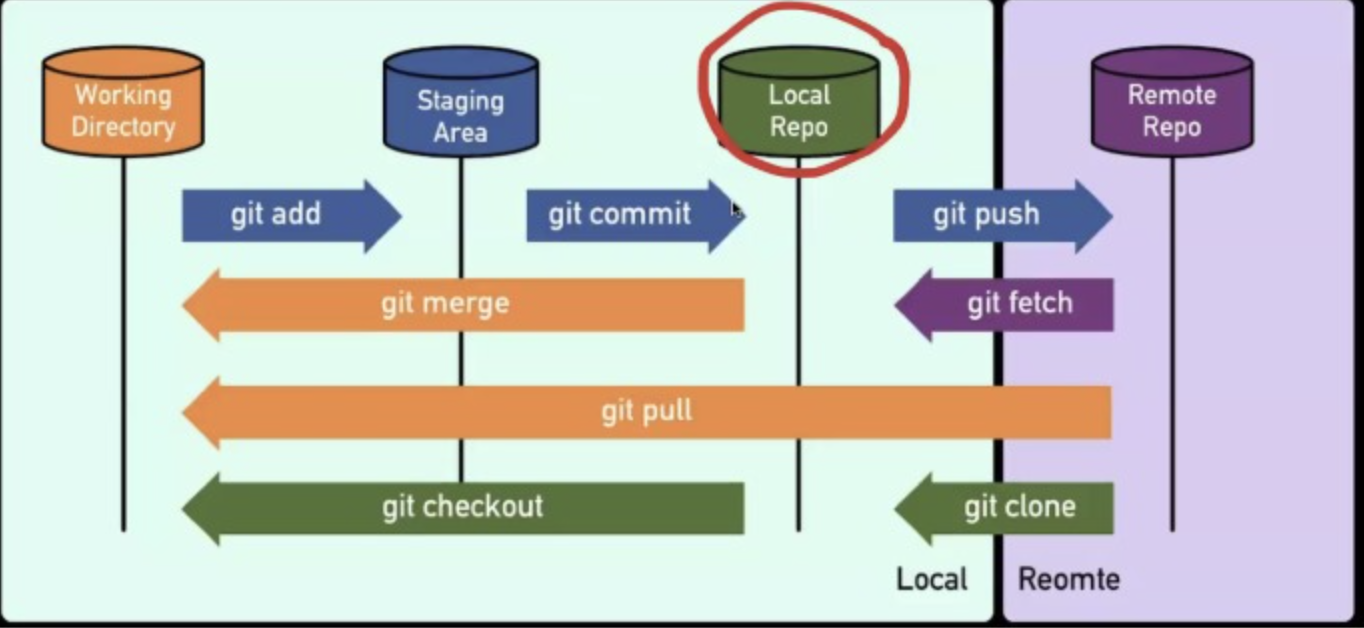 Working
Directory
Staging
Area
Local
Repo
Remote
Repo
git add
git commit
git push
git merge
git fetch
git pull
git checkout
git clone
Local
Reomte